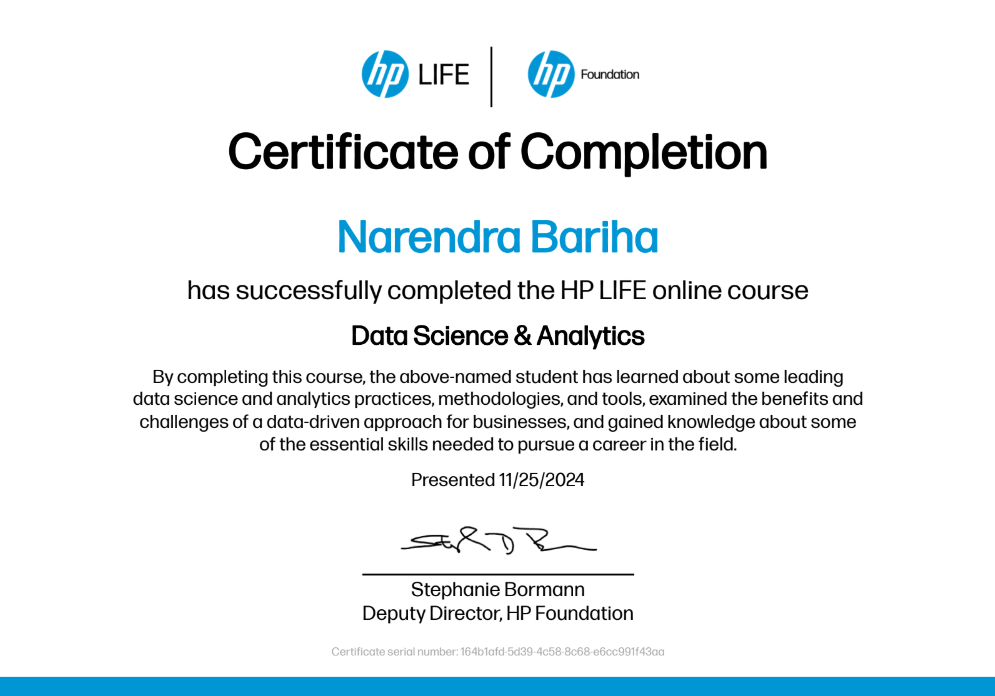 hp LIFE | hp Foundation
Certificate of Completion
Narendra Bariha
has successfully completed the HP LIFE online course
Data Science & Analytics
By completing this course, the above-named student has learned about some leading
data science and analytics practices, methodologies, and tools, examined the benefits and
challenges of a data-driven approach for businesses, and gained knowledge about some
of the essential skills needed to pursue a career in the field.
Presented 11/25/2024
Stephanie Bormann
Deputy Director, HP Foundation
Certificate serial number: 164b1afd-5d39-4c58-8c68-e6cc991f43aa